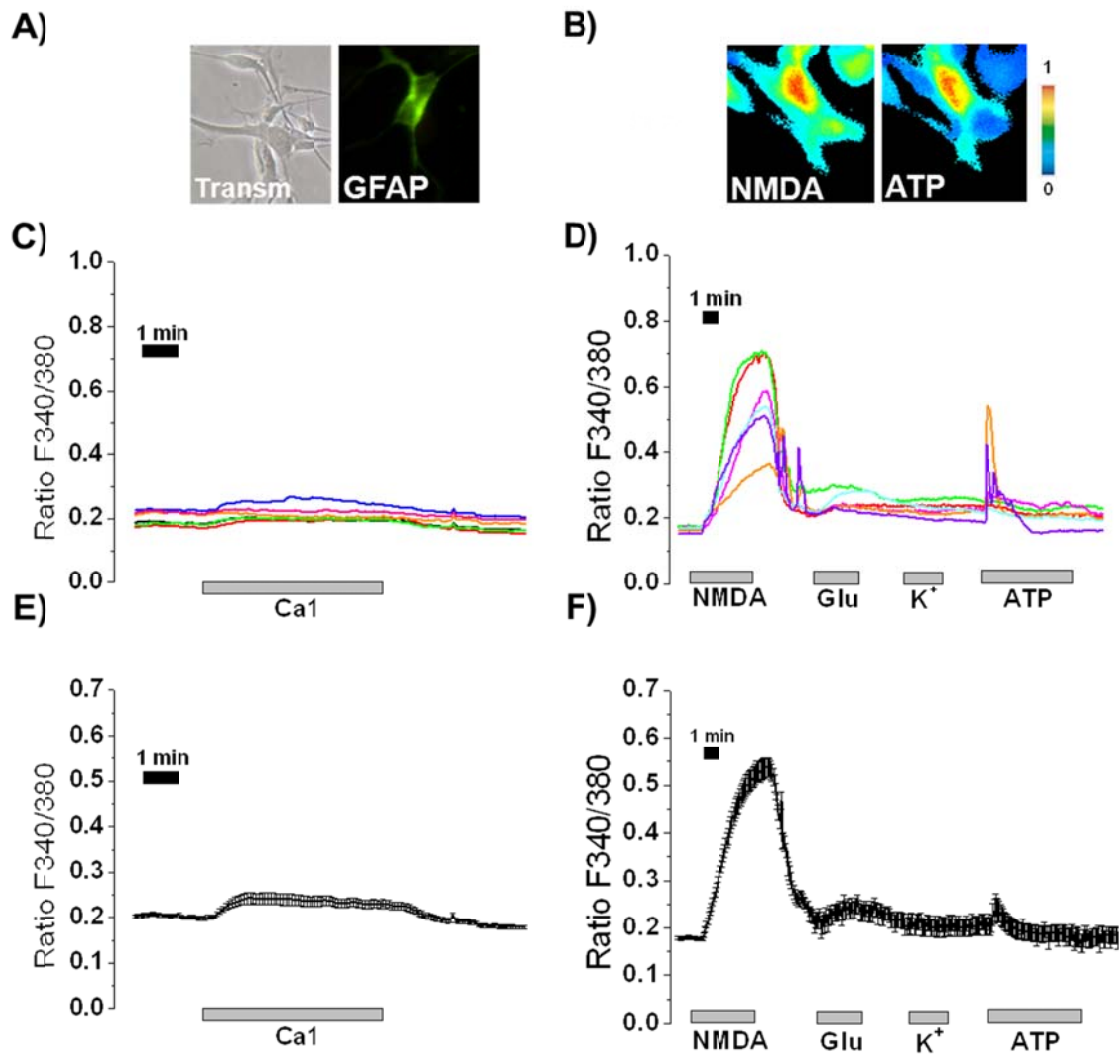 A)
B)
Transm
GFAP
NMDA
ATP
1
0
C)
1.0
0.8
0.6
0.4
0.2
0.0
Ratio F340/380
1 min
Ca1
D)
1.0
0.8
0.6
0.4
0.2
0.0
Ratio F340/380
1 min
NMDA Glu K⁺ ATP
E)
0.7
0.6
0.5
0.4
0.3
0.2
0.1
0.0
Ratio F340/380
1 min
Ca1
F)
0.7
0.6
0.5
0.4
0.3
0.2
0.1
0.0
Ratio F340/380
1 min
NMDA Glu K⁺ ATP